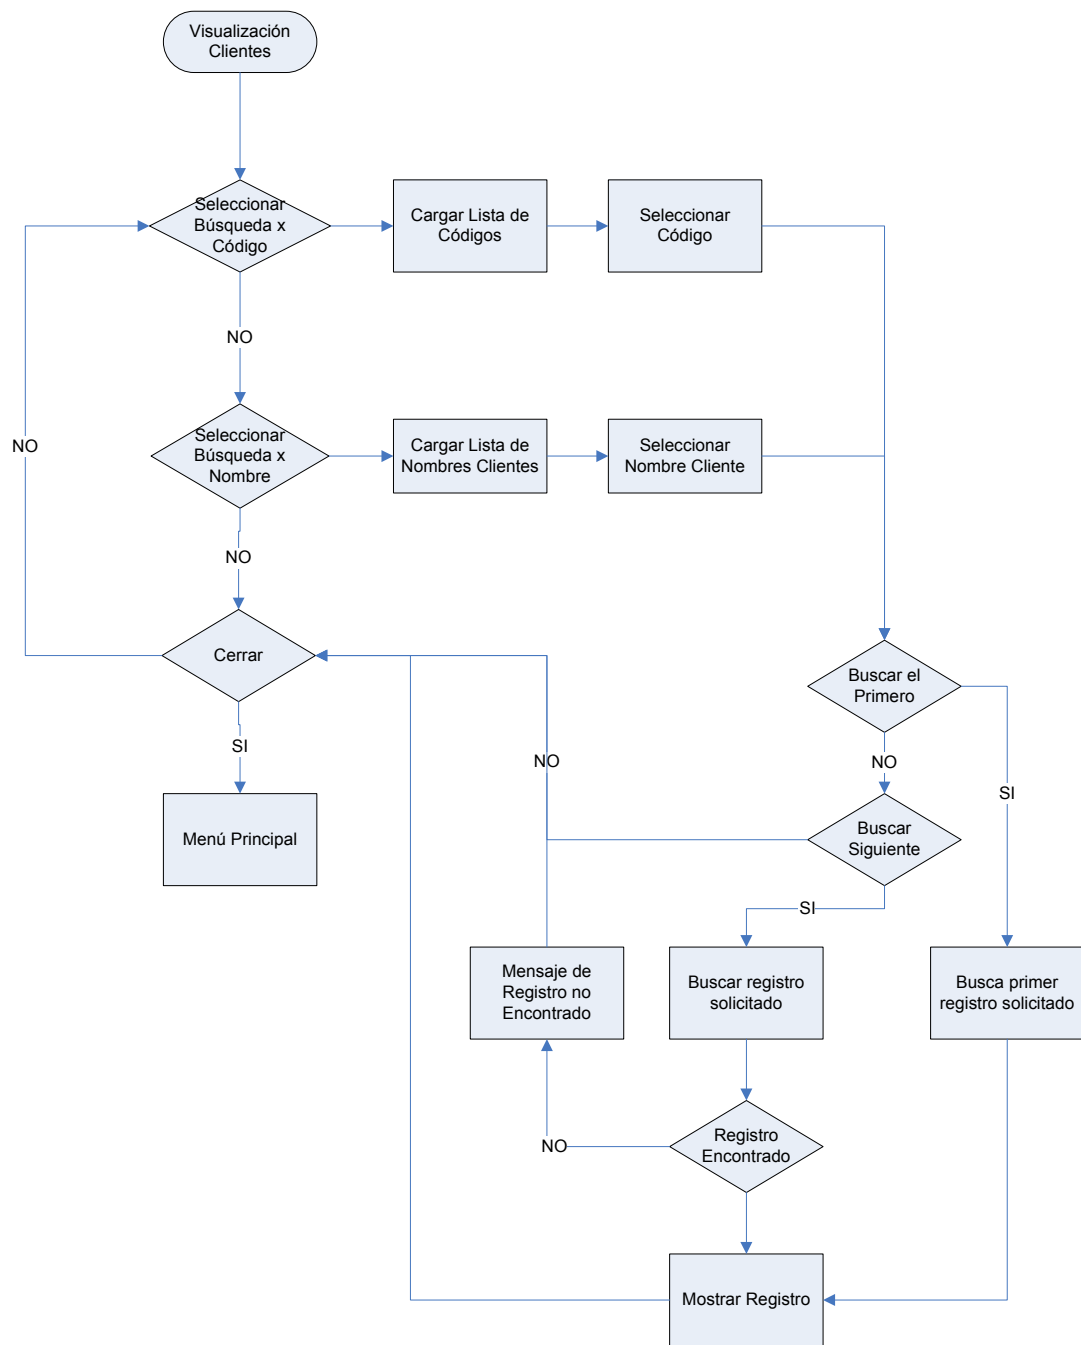 Visualización
Clientes
Seleccionar
Búsqueda x
Código
Cargar Lista de
Códigos
Seleccionar
Código
NO
NO
Seleccionar
Búsqueda x
Nombre
Cargar Lista de
Nombres Clientes
Seleccionar
Nombre Cliente
NO
Cerrar
Buscar el
Primero
SI
NO
NO
SI
Menú Principal
Buscar
Siguiente
SI
Mensaje de
Registro no
Encontrado
Buscar registro
solicitado
Busca primer
registro solicitado
NO
Registro
Encontrado
Mostrar Registro